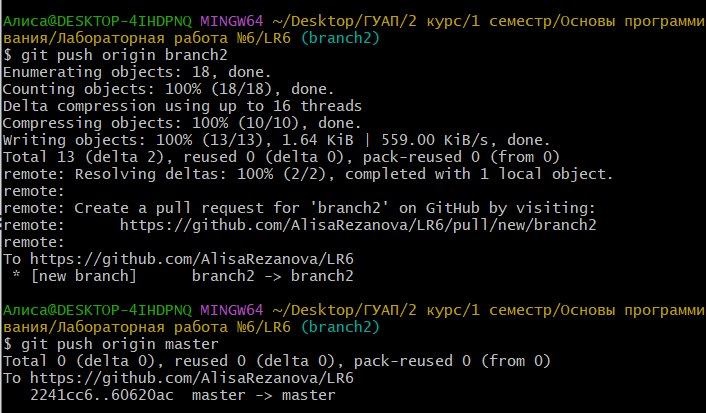 Алиса@DESKTOP-4IHDPNQ MINGW64 ~/Desktop/ГУАП/2 курс/1 семестр/Основы программи
вания/Лабораторная работа №6/LR6 (branch2)
$ git push origin branch2
Enumerating objects: 18, done.
Counting objects: 100% (18/18), done.
Delta compression using up to 16 threads
Compressing objects: 100% (10/10), done.
Writing objects: 100% (13/13), 1.64 KiB | 559.00 KiB/s, done.
Total 13 (delta 2), reused 0 (delta 0), pack-reused 0 (from 0)
remote: Resolving deltas: 100% (2/2), completed with 1 local object.
remote:
remote: Create a pull request for 'branch2' on GitHub by visiting:
remote:      https://github.com/AlisaRezanova/LR6/pull/new/branch2
remote:
To https://github.com/AlisaRezanova/LR6
 * [new branch]      branch2 -> branch2
Алиса@DESKTOP-4IHDPNQ MINGW64 ~/Desktop/ГУАП/2 курс/1 семестр/Основы программи
вания/Лабораторная работа №6/LR6 (branch2)
$ git push origin master
Total 0 (delta 0), reused 0 (delta 0), pack-reused 0 (from 0)
To https://github.com/AlisaRezanova/LR6
   2241cc6..60620ac  master -> master